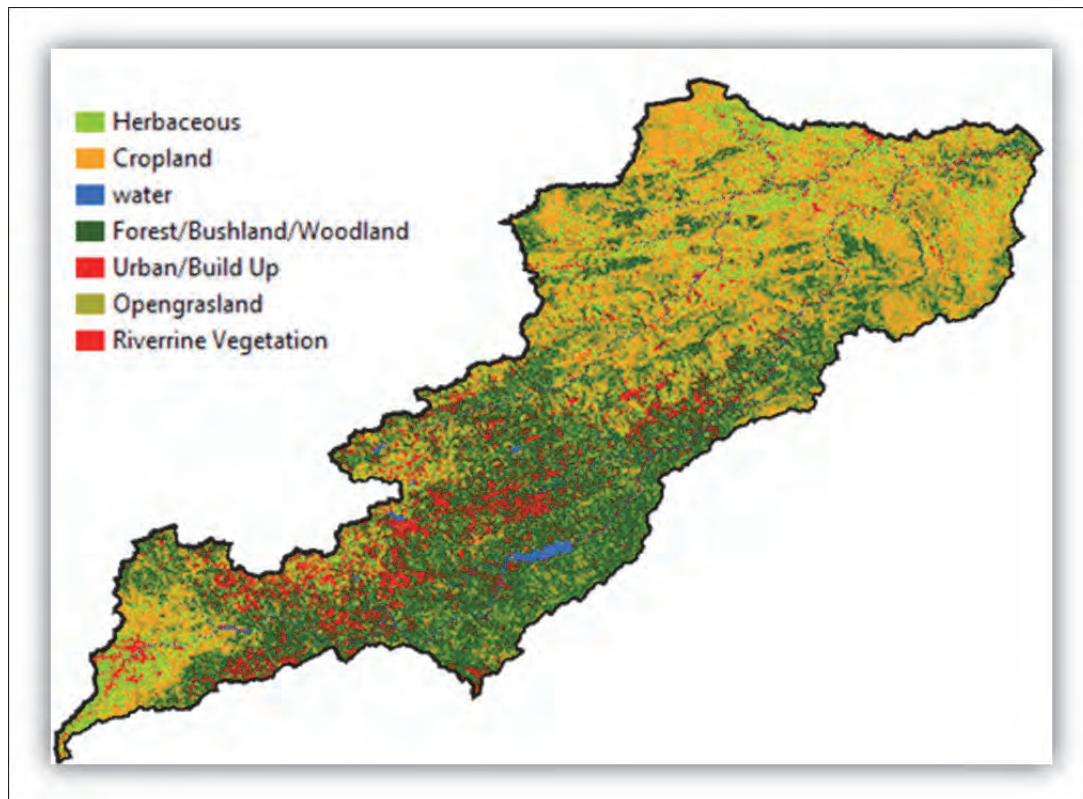 Herbaceous
Cropland
water
Forest/Bushland/Woodland
Urban/Build Up
Opengrasland
Riverrine Vegetation